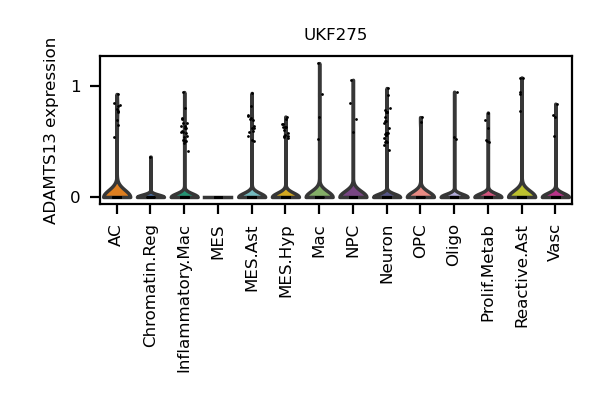 UKF275
ADAMTS13 expression
1
0
AC
Chromatin.Reg
Inflammatory.Mac
MES
MES.Ast
MES.Hyp
Mac
NPC
Neuron
OPC
Oligo
Prolif.Metab
Reactive.Ast
Vasc